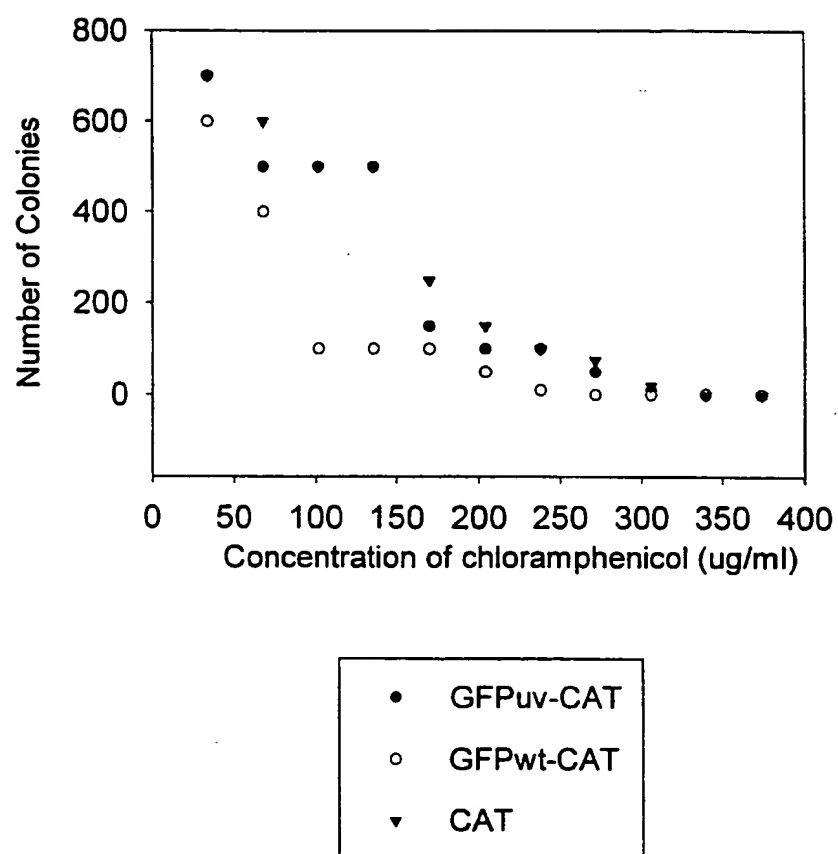 800
600
400
200
0
Number of Colonies
0 50 100 150 200 250 300 350 400
Concentration of chloramphenicol (ug/ml)
GFPuv-CAT
GFPwt-CAT
CAT